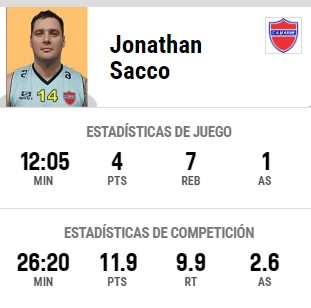 Jonathan
Sacco
14
ESTADÍSTICAS DE JUEGO
12:05 4 7 1
MIN PTS REB AS
ESTADÍSTICAS DE COMPETICIÓN
26:20 11.9 9.9 2.6
MIN PTS RT AS